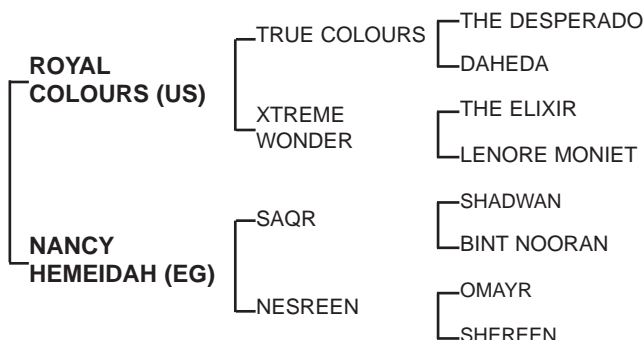 THE DESPERADO
TRUE COLOURS
ROYAL
COLOURS (US)
DAHEDA
XTREME
WONDER
THE ELIXIR
LENORE MONIET
SHADWAN
SAQR
NANCY
HEMEIDAH (EG)
BINT NOORAN
OMAYR
NESREEN
SHEREEN